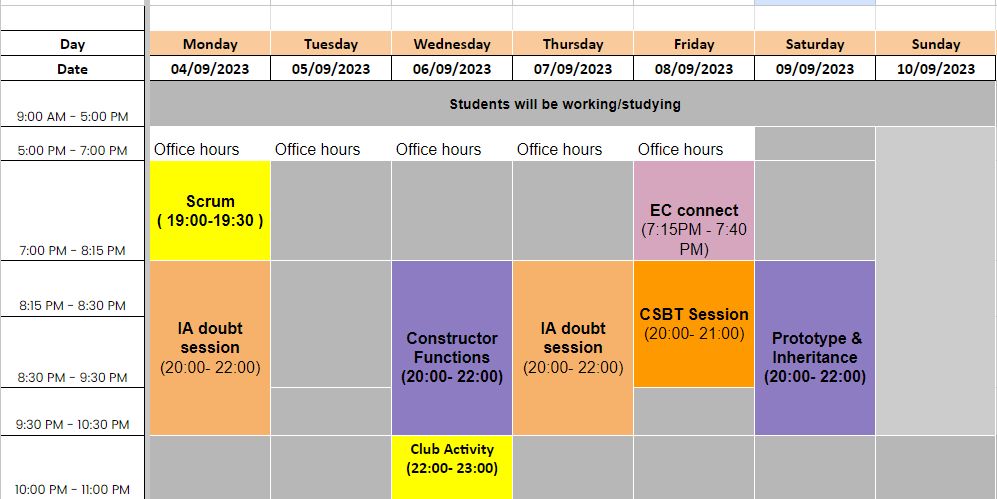 Day Monday Tuesday Wednesday Thursday Friday Saturday Sunday
Date 04/09/2023 05/09/2023 06/09/2023 07/09/2023 08/09/2023 09/09/2023 10/09/2023
9:00 AM - 5:00 PM Students will be working/studying
5:00 PM - 7:00 PM Office hours Office hours Office hours Office hours Office hours
7:00 PM - 8:15 PM
Scrum
( 19:00-19:30 )
EC connect
(7:15PM - 7:40
PM)
8:15 PM - 8:30 PM
8:30 PM - 9:30 PM
9:30 PM - 10:30 PM
IA doubt
session
(20:00- 22:00)
Constructor
Functions
(20:00- 22:00)
IA doubt
session
(20:00- 22:00)
CSBT Session
(20:00- 21:00)
Prototype &
Inheritance
(20:00- 22:00)
10:00 PM - 11:00 PM
Club Activity
(22:00- 23:00)